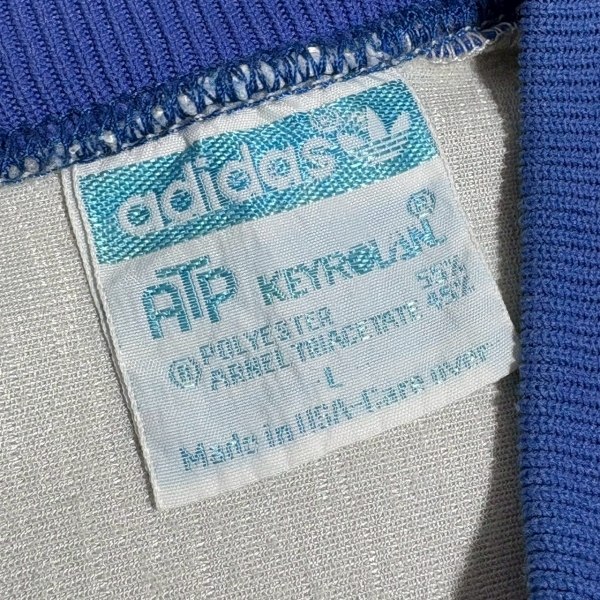 adidas
ATP KEYROLAN®
POLYESTER 55%
® ARNEL TRIACETATE 45%
L
Made in USA-Care over